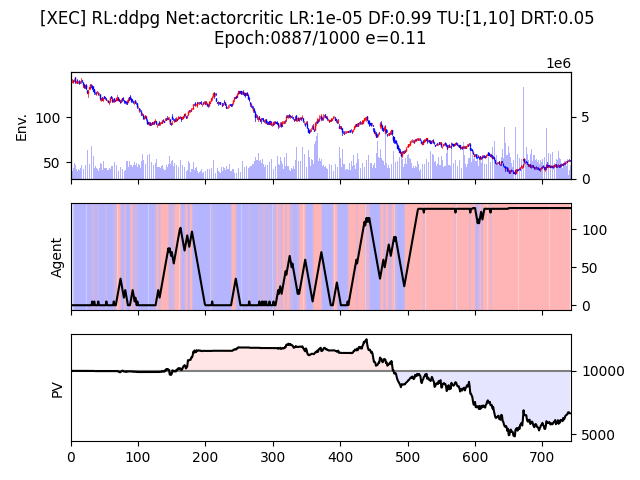 [XEC] RL:ddpg Net:actorcritic LR:1e-05 DF:0.99 TU:[1,10] DRT:0.05
Epoch:0887/1000 e=0.11
1e6
Env.
100
50
5
0
Agent
100
50
0
PV
10000
5000
0 100 200 300 400 500 600 700